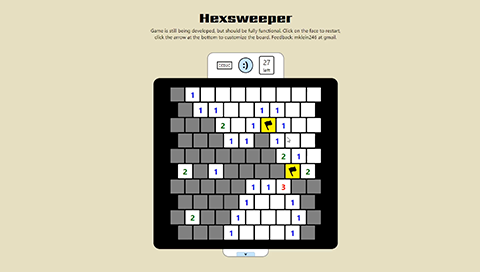 Hexsweeper
Game is still being developed, but should be fully functional. Click on the face to restart,
click the arrow at the bottom to customize the board. Feedback: mklein246 at gmail.
:)
27
left
1
1 1 1 1
2 1 1
1 1 1
2 1
2 1 2
1 1 3
1 1
2 1 1
1 1